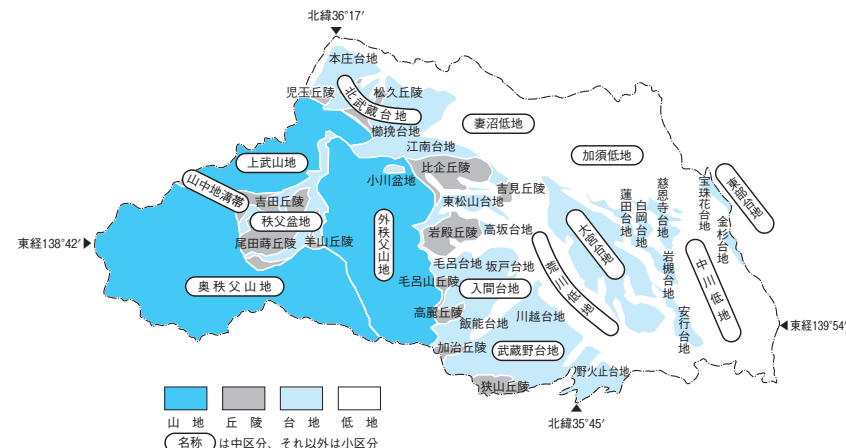 北緯36°17′
本庄台地
児玉丘陵
松久丘陵
北武蔵台地
櫛挽台地
妻沼低地
江南台地
加須低地
上武山地
比企丘陵
小川盆地
山中地溝帯
吉田丘陵
吉見丘陵
東松山台地
秩父盆地
外秩父山地
岩殿丘陵
高坂台地
尾田蒔丘陵
羊山丘陵
東経138°42′
奥秩父山地
毛呂台地
坂戸台地
毛呂山丘陵
入間台地
高麗丘陵
飯能台地
川越台地
加治丘陵
武蔵野台地
狭山丘陵
野火止台地
荒川低地
大宮台地
蓮田台地
白岡台地
慈恩寺台地
岩槻台地
安行台地
宝珠花台地
金杉台地
中川低地
東部台地
東経139°54′
北緯35°45′
山地
丘陵
台地
低地
名称は中区分、それ以外は小区分